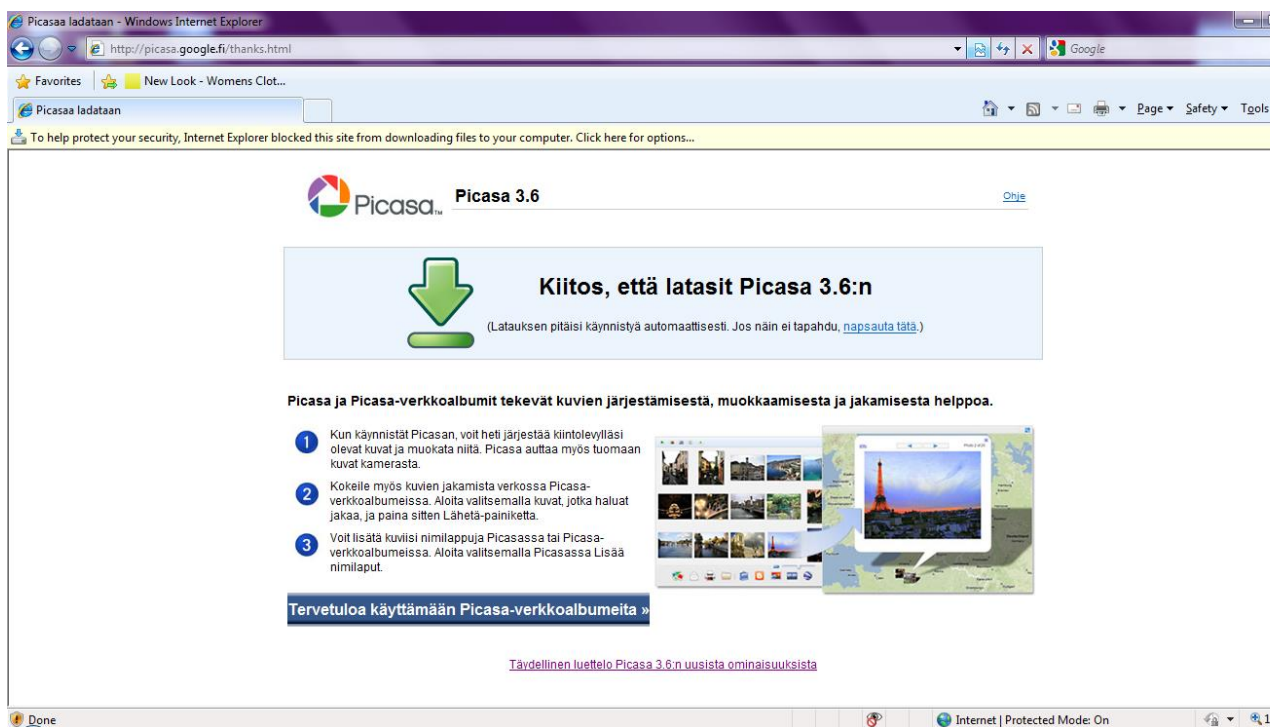 Picasaa ladataan - Windows Internet Explorer
http://picasa.google.fi/thanks.html
Google
Favorites
New Look - Womens Clot...
Picasaa ladataan
Page
Safety
Tools
To help protect your security, Internet Explorer blocked this site from downloading files to your computer. Click here for options...
Picasa™
Picasa 3.6
Ohje
Kiitos, että latasit Picasa 3.6:n
(Latauksen pitäisi käynnistyä automaattisesti. Jos näin ei tapahdu, napsauta tätä.)
Picasa ja Picasa-verkkoalbumit tekevät kuvien järjestämisestä, muokkaamisesta ja jakamisesta helppoa.
1 Kun käynnistät Picasan, voit heti järjestää kiintolevylläsi
olevat kuvat ja muokata niitä. Picasa auttaa myös tuomaan
kuvat kamerasta.
2 Kokeile myös kuvien jakamista verkossa Picasa-
verkkoalbumeissa. Aloita valitsemalla kuvat, jotka haluat
jakaa, ja paina sitten Lähetä-painiketta.
3 Voit lisätä kuviisi nimilappuja Picasassa tai Picasa-
verkkoalbumeissa. Aloita valitsemalla Picasassa Lisää
nimilaput.
Tervetuloa käyttämään Picasa-verkkoalbumeita »
Täydellinen luettelo Picasa 3.6:n uusista ominaisuuksista
Done
Internet | Protected Mode: On
1